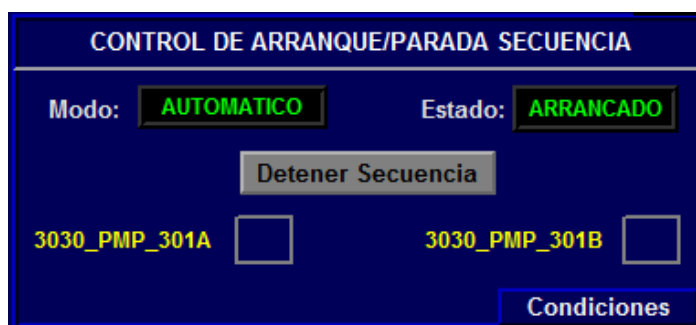 CONTROL DE ARRANQUE/PARADA SECUENCIA
Modo: AUTOMATICO Estado: ARRANCADO
Detener Secuencia
3030_PMP_301A 3030_PMP_301B
Condiciones